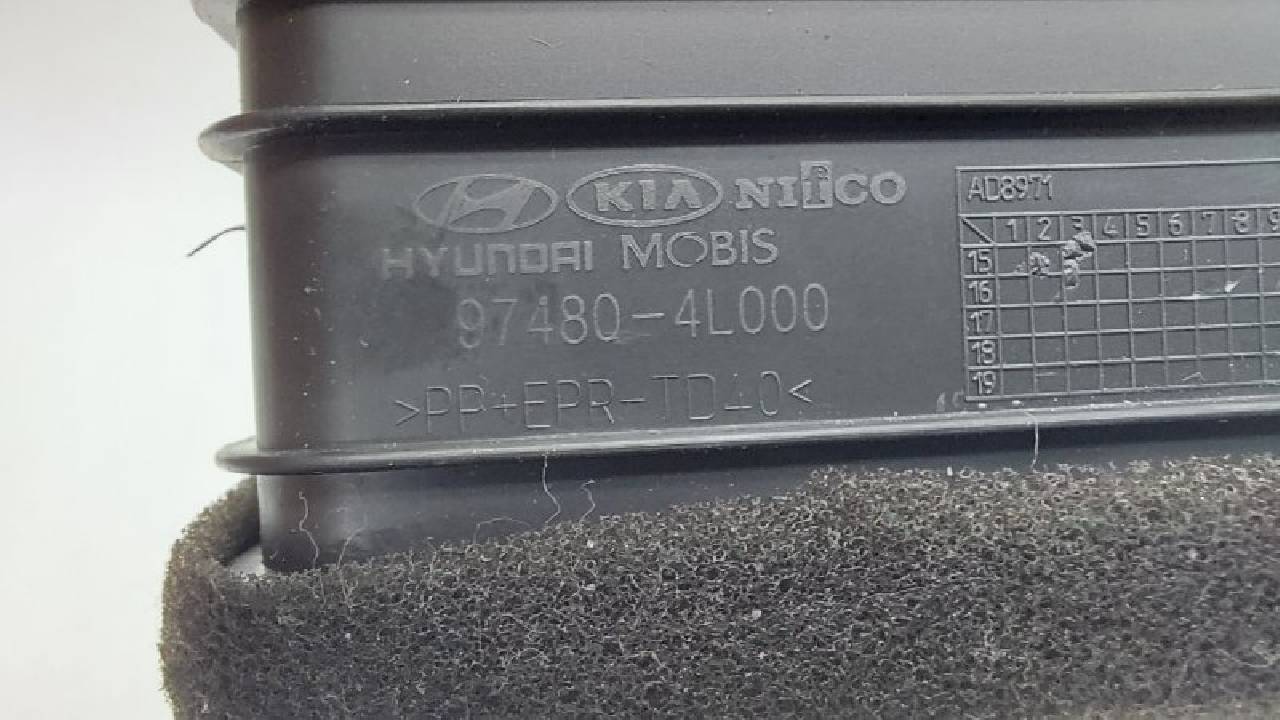 KIA NIFCO
HYUNDAI MOBIS
97480-4L000
>PP+EPR-TD40<
AD8971
1 2 3 4 5 6 7 8 9
15
16
17
18
19